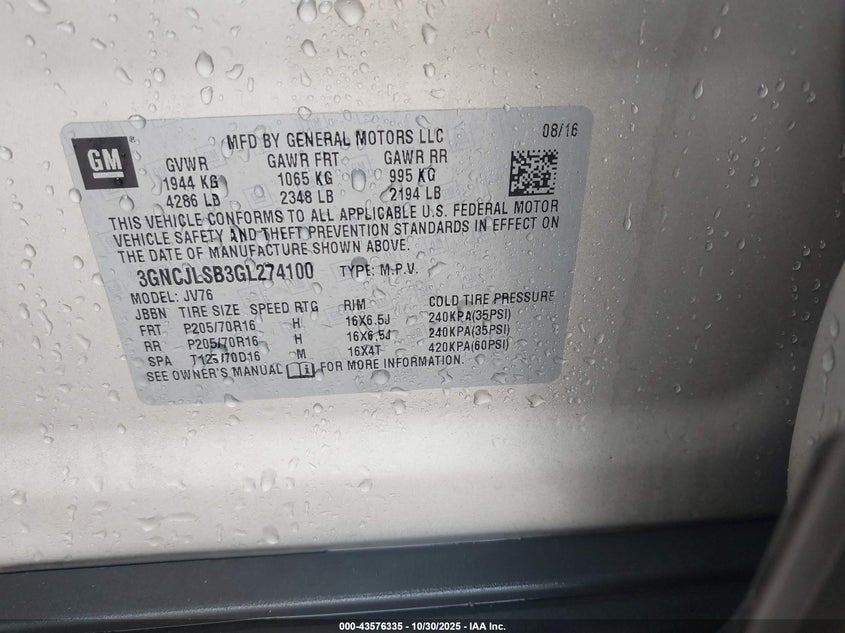 GM
MFD BY GENERAL MOTORS LLC 08/16
GVWR GAWR FRT GAWR RR
1944 KG 1065 KG 995 KG
4286 LB 2348 LB 2194 LB
THIS VEHICLE CONFORMS TO ALL APPLICABLE U.S. FEDERAL MOTOR
VEHICLE SAFETY AND THEFT PREVENTION STANDARDS IN EFFECT ON
THE DATE OF MANUFACTURE SHOWN ABOVE.
3GNCJLSB3GL274100 TYPE: M.P.V.
MODEL: JV76
JBBN TIRE SIZE SPEED RTG RIM COLD TIRE PRESSURE
FRT P205/70R16 H 16X6.5J 240KPA(35PSI)
RR P205/70R16 H 16X6.5J 240KPA(35PSI)
SPA T125/70D16 M 16X4T 420KPA(60PSI)
SEE OWNER'S MANUAL FOR MORE INFORMATION.
000-43576335 - 10/30/2025 - IAA Inc.